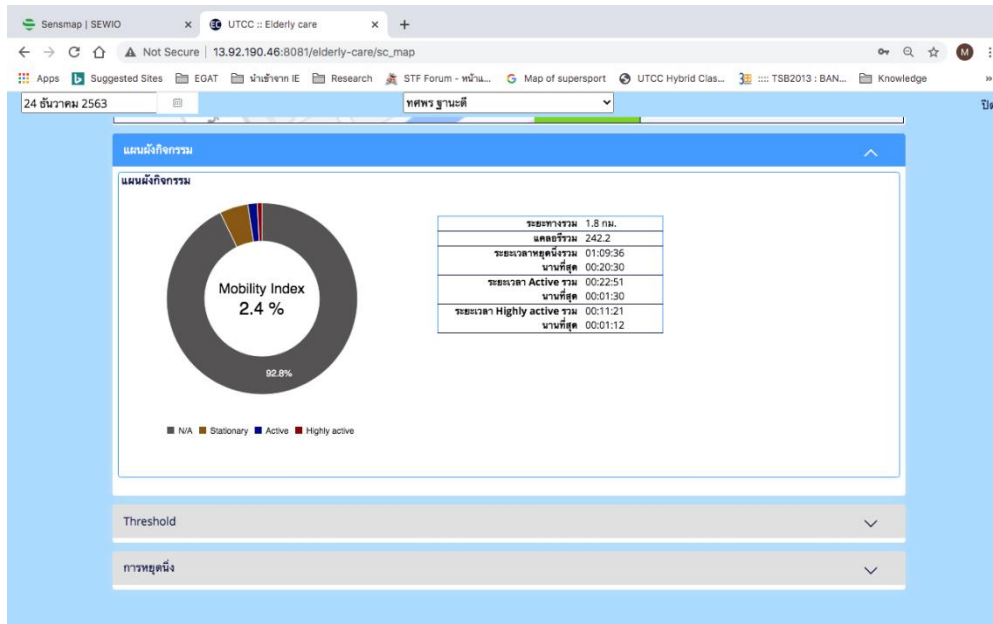 Sensmap | SEWIO
UTCC :: Elderly care
Not Secure | 13.92.190.46:8081/elderly-care/sc_map
M
Apps Suggested Sites EGAT นำเข้าจาก IE Research STF Forum - หน้าแ... Map of supersport UTCC Hybrid Clas... :::: TSB2013 : BAN... Knowledge
24 ธันวาคม 2563
ทศพร ฐานะดี
แผนผังกิจกรรม
แผนผังกิจกรรม
Mobility Index
2.4 %
92.8%
N/A Stationary Active Highly active
ระยะทางรวม 1.8 กม.
แคลอรีรวม 242.2
ระยะเวลาหยุดนิ่งรวม 01:09:36
นานที่สุด 00:20:30
ระยะเวลา Active รวม 00:22:51
นานที่สุด 00:01:30
ระยะเวลา Highly active รวม 00:11:21
นานที่สุด 00:01:12
Threshold
การหยุดนิ่ง